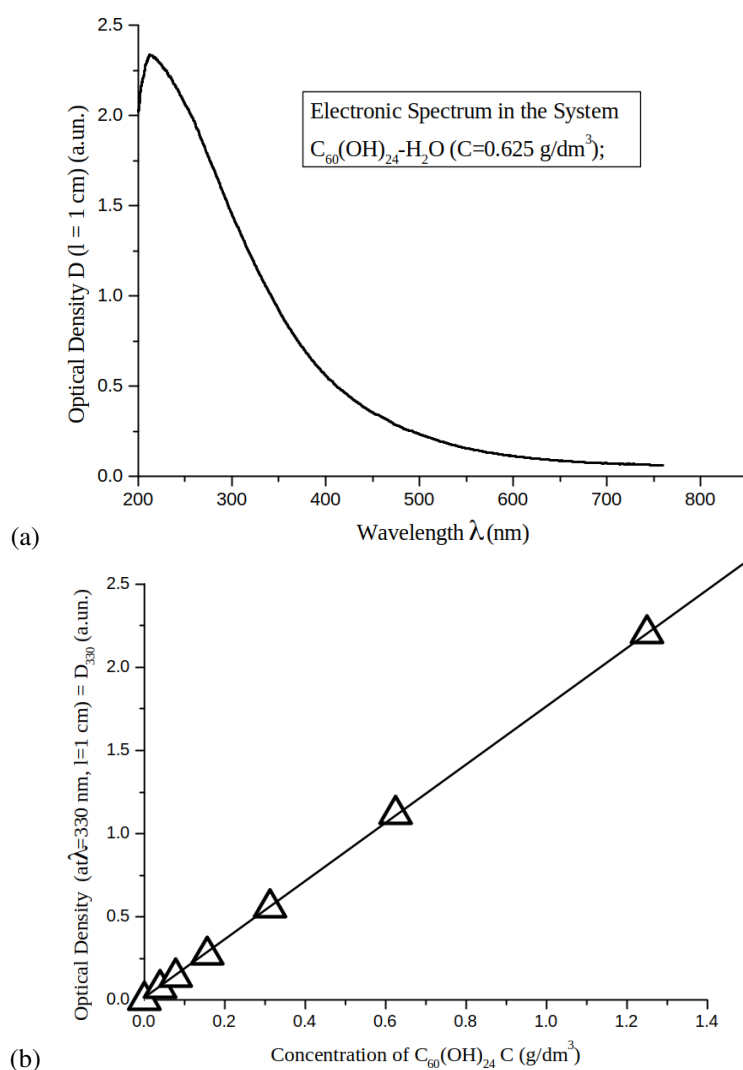 2.5
2.0
1.5
1.0
0.5
0.0
Optical Density D (l = 1 cm) (a.un.)
Electronic Spectrum in the System
C₆₀(OH)₂₄-H₂O (C=0.625 g/dm³);
200 300 400 500 600 700 800
Wavelength λ (nm)
(a)
2.5
2.0
1.5
1.0
0.5
0.0
Optical Density (atλ=330 nm, l=1 cm) = D₃₃₀ (a.un.)
0.0 0.2 0.4 0.6 0.8 1.0 1.2 1.4
Concentration of C₆₀(OH)₂₄ C (g/dm³)
(b)